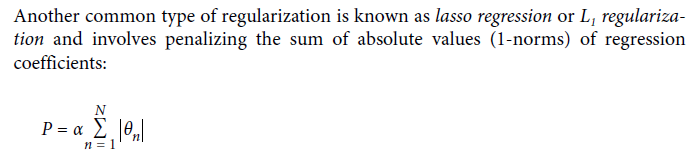 Another common type of regularization is known as lasso regression or L₁ regulariza-
tion and involves penalizing the sum of absolute values (1-norms) of regression
coefficients:
P = α ∑_{n = 1}^{N} |θₙ|